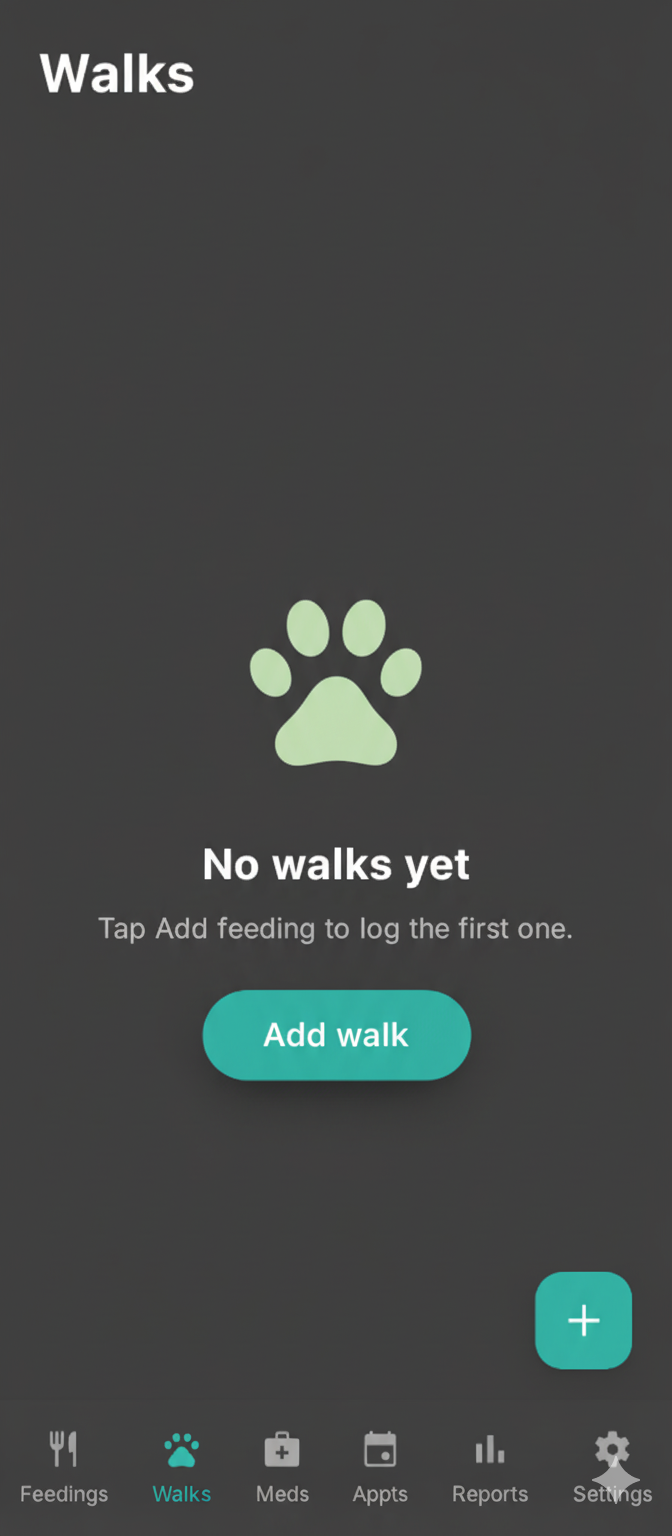 Walks
No walks yet
Tap Add feeding to log the first one.
Add walk
Feedings Walks Meds Appts Reports Settings